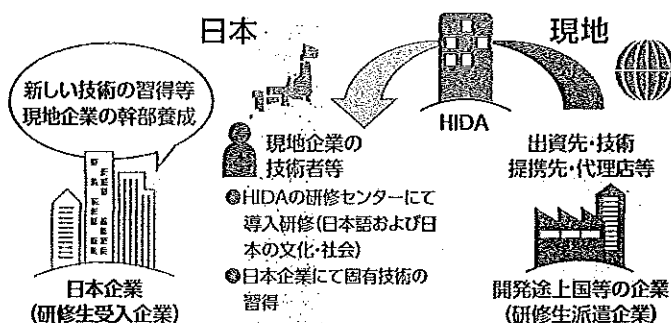 日本
現地
新しい技術の習得等
現地企業の幹部養成
HIDA
現地企業の
技術者等
●HIDAの研修センターにて
導入研修(日本語および日
本の文化・社会)
●日本企業にて固有技術の
習得
出資先・技術
提携先・代理店等
日本企業
(研修生受入企業)
開発途上国等の企業
(研修生派遣企業)